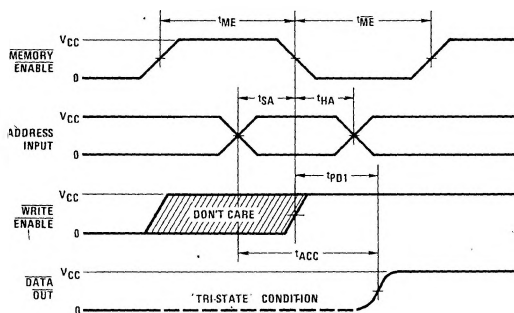 tME
tME
VCC
MEMORY
ENABLE
0
tSA
tHA
VCC
ADDRESS
INPUT
0
tPD1
VCC
WRITE
ENABLE
DON'T CARE
0
tACC
VCC
DATA
OUT
'TRI-STATE' CONDITION
0